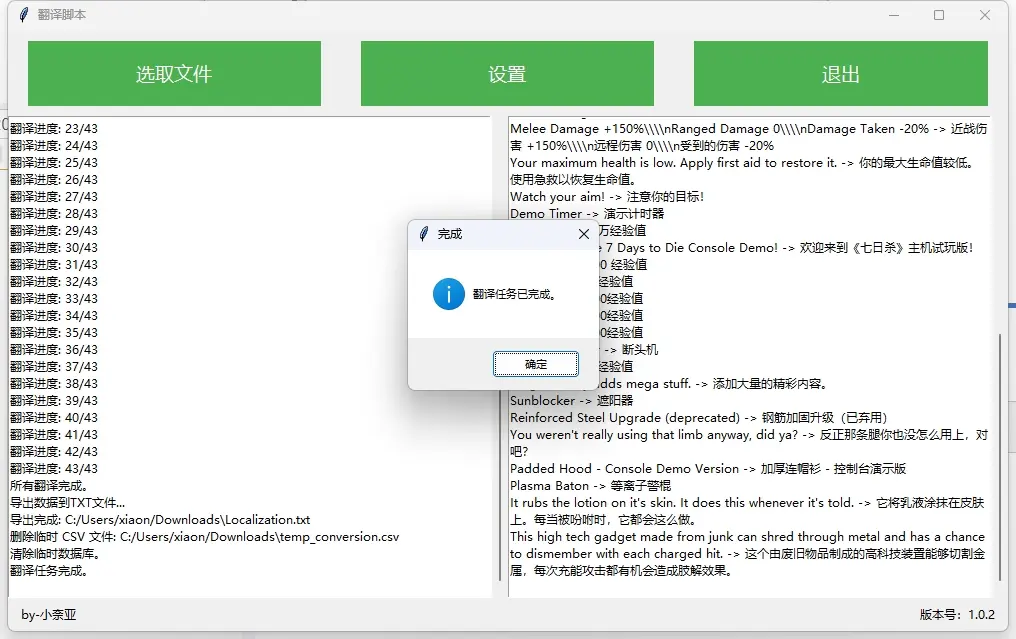 翻译脚本
选取文件
设置
退出
翻译进度: 23/43
翻译进度: 24/43
翻译进度: 25/43
翻译进度: 26/43
翻译进度: 27/43
翻译进度: 28/43
翻译进度: 29/43
翻译进度: 30/43
翻译进度: 31/43
翻译进度: 32/43
翻译进度: 33/43
翻译进度: 34/43
翻译进度: 35/43
翻译进度: 36/43
翻译进度: 37/43
翻译进度: 38/43
翻译进度: 39/43
翻译进度: 40/43
翻译进度: 41/43
翻译进度: 42/43
翻译进度: 43/43
所有翻译完成。
导出数据到TXT文件...
导出完成: C:/Users/xiaon/Downloads\Localization.txt
删除临时 CSV 文件: C:/Users/xiaon/Downloads\temp_conversion.csv
清除临时数据库。
翻译任务完成。
Melee Damage +150%\\\\nRanged Damage 0\\\\nDamage Taken -20% -> 近战伤
害 +150%\\\\n远程伤害 0\\\\n受到的伤害 -20%
Your maximum health is low. Apply first aid to restore it. -> 你的最大生命值较低。
使用急救以恢复生命值。
Watch your aim! -> 注意你的目标！
Demo Timer -> 演示计时器
万经验值
7 Days to Die Console Demo! -> 欢迎来到《七日杀》主机试玩版！
0 经验值
经验值
0经验值
0经验值
0经验值
-> 断头机
经验值
dds mega stuff. -> 添加大量的精彩内容。
Sunblocker -> 遮阳器
Reinforced Steel Upgrade (deprecated) -> 钢筋加固升级（已弃用）
You weren't really using that limb anyway, did ya? -> 反正那条腿你也没怎么用上，对
吧？
Padded Hood - Console Demo Version -> 加厚连帽衫 - 控制台演示版
Plasma Baton -> 等离子警棍
It rubs the lotion on it's skin. It does this whenever it's told. -> 它将乳液涂抹在皮肤
上。每当被吩咐时，它都会这么做。
This high tech gadget made from junk can shred through metal and has a chance
to dismember with each charged hit. -> 这个由废旧物品制成的高科技装置能够切割金
属，每次充能攻击都有机会造成肢解效果。
完成
翻译任务已完成。
确定
by-小奈亚
版本号：1.0.2